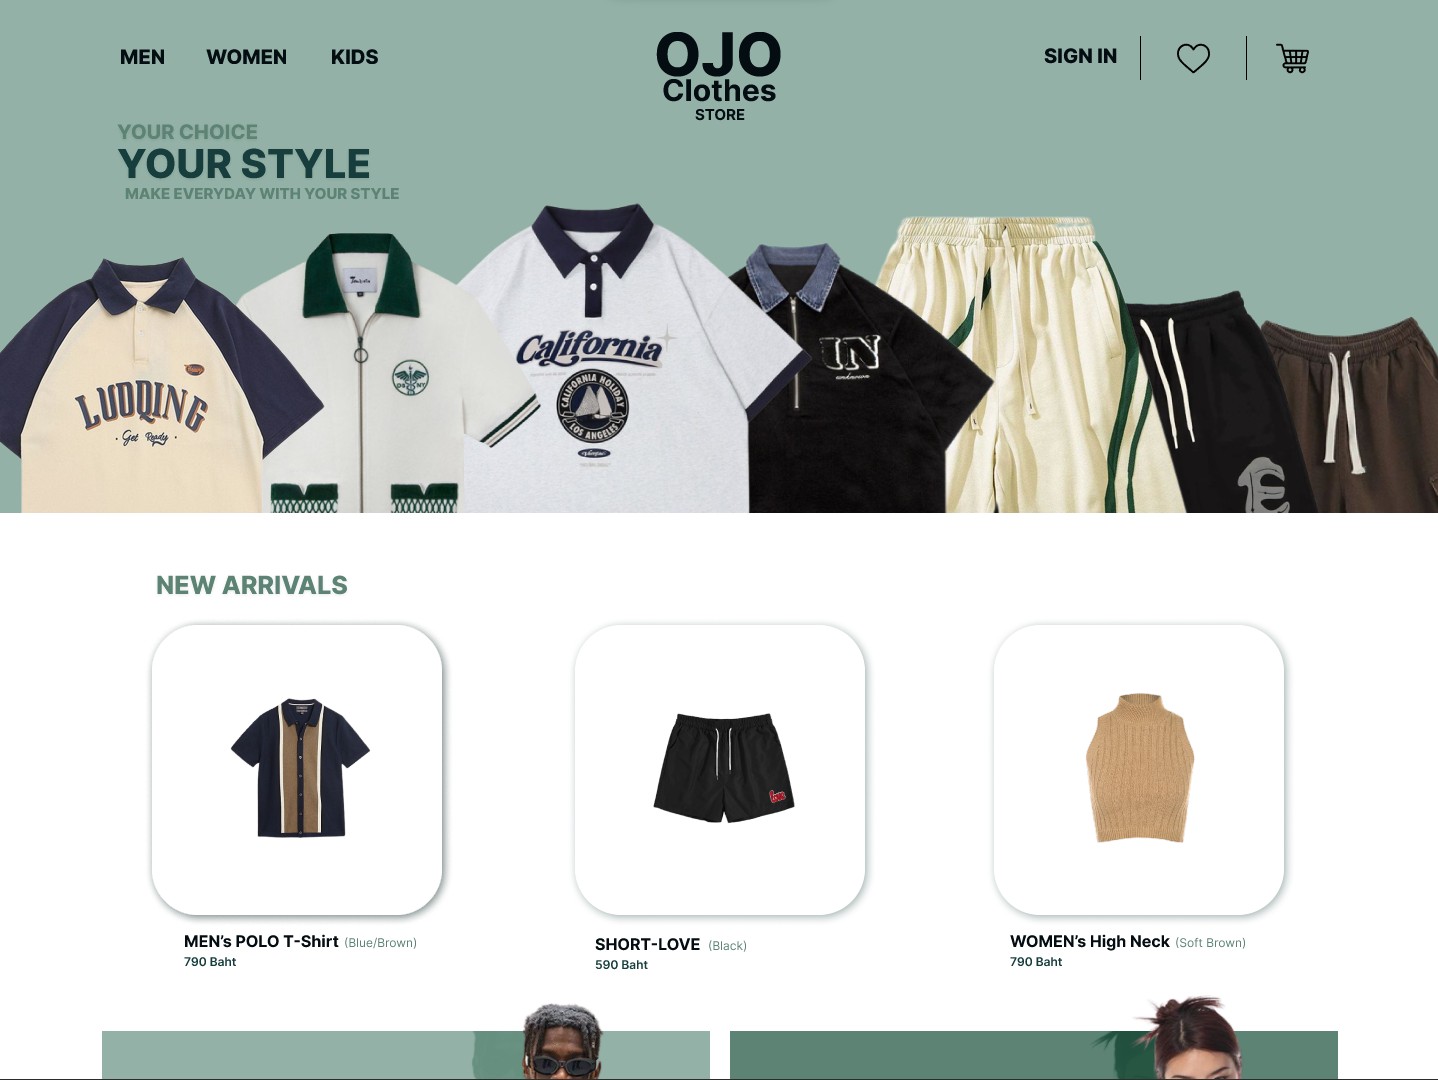 MEN WOMEN KIDS
OJO
Clothes
STORE
SIGN IN
YOUR CHOICE
YOUR STYLE
MAKE EVERYDAY WITH YOUR STYLE
LUOQING
· Get Ready ·
California
CALIFORNIA HOLIDAY
LOS ANGELES
UN
NEW ARRIVALS
MEN’s POLO T-Shirt (Blue/Brown)
790 Baht
SHORT-LOVE (Black)
590 Baht
WOMEN’s High Neck (Soft Brown)
790 Baht